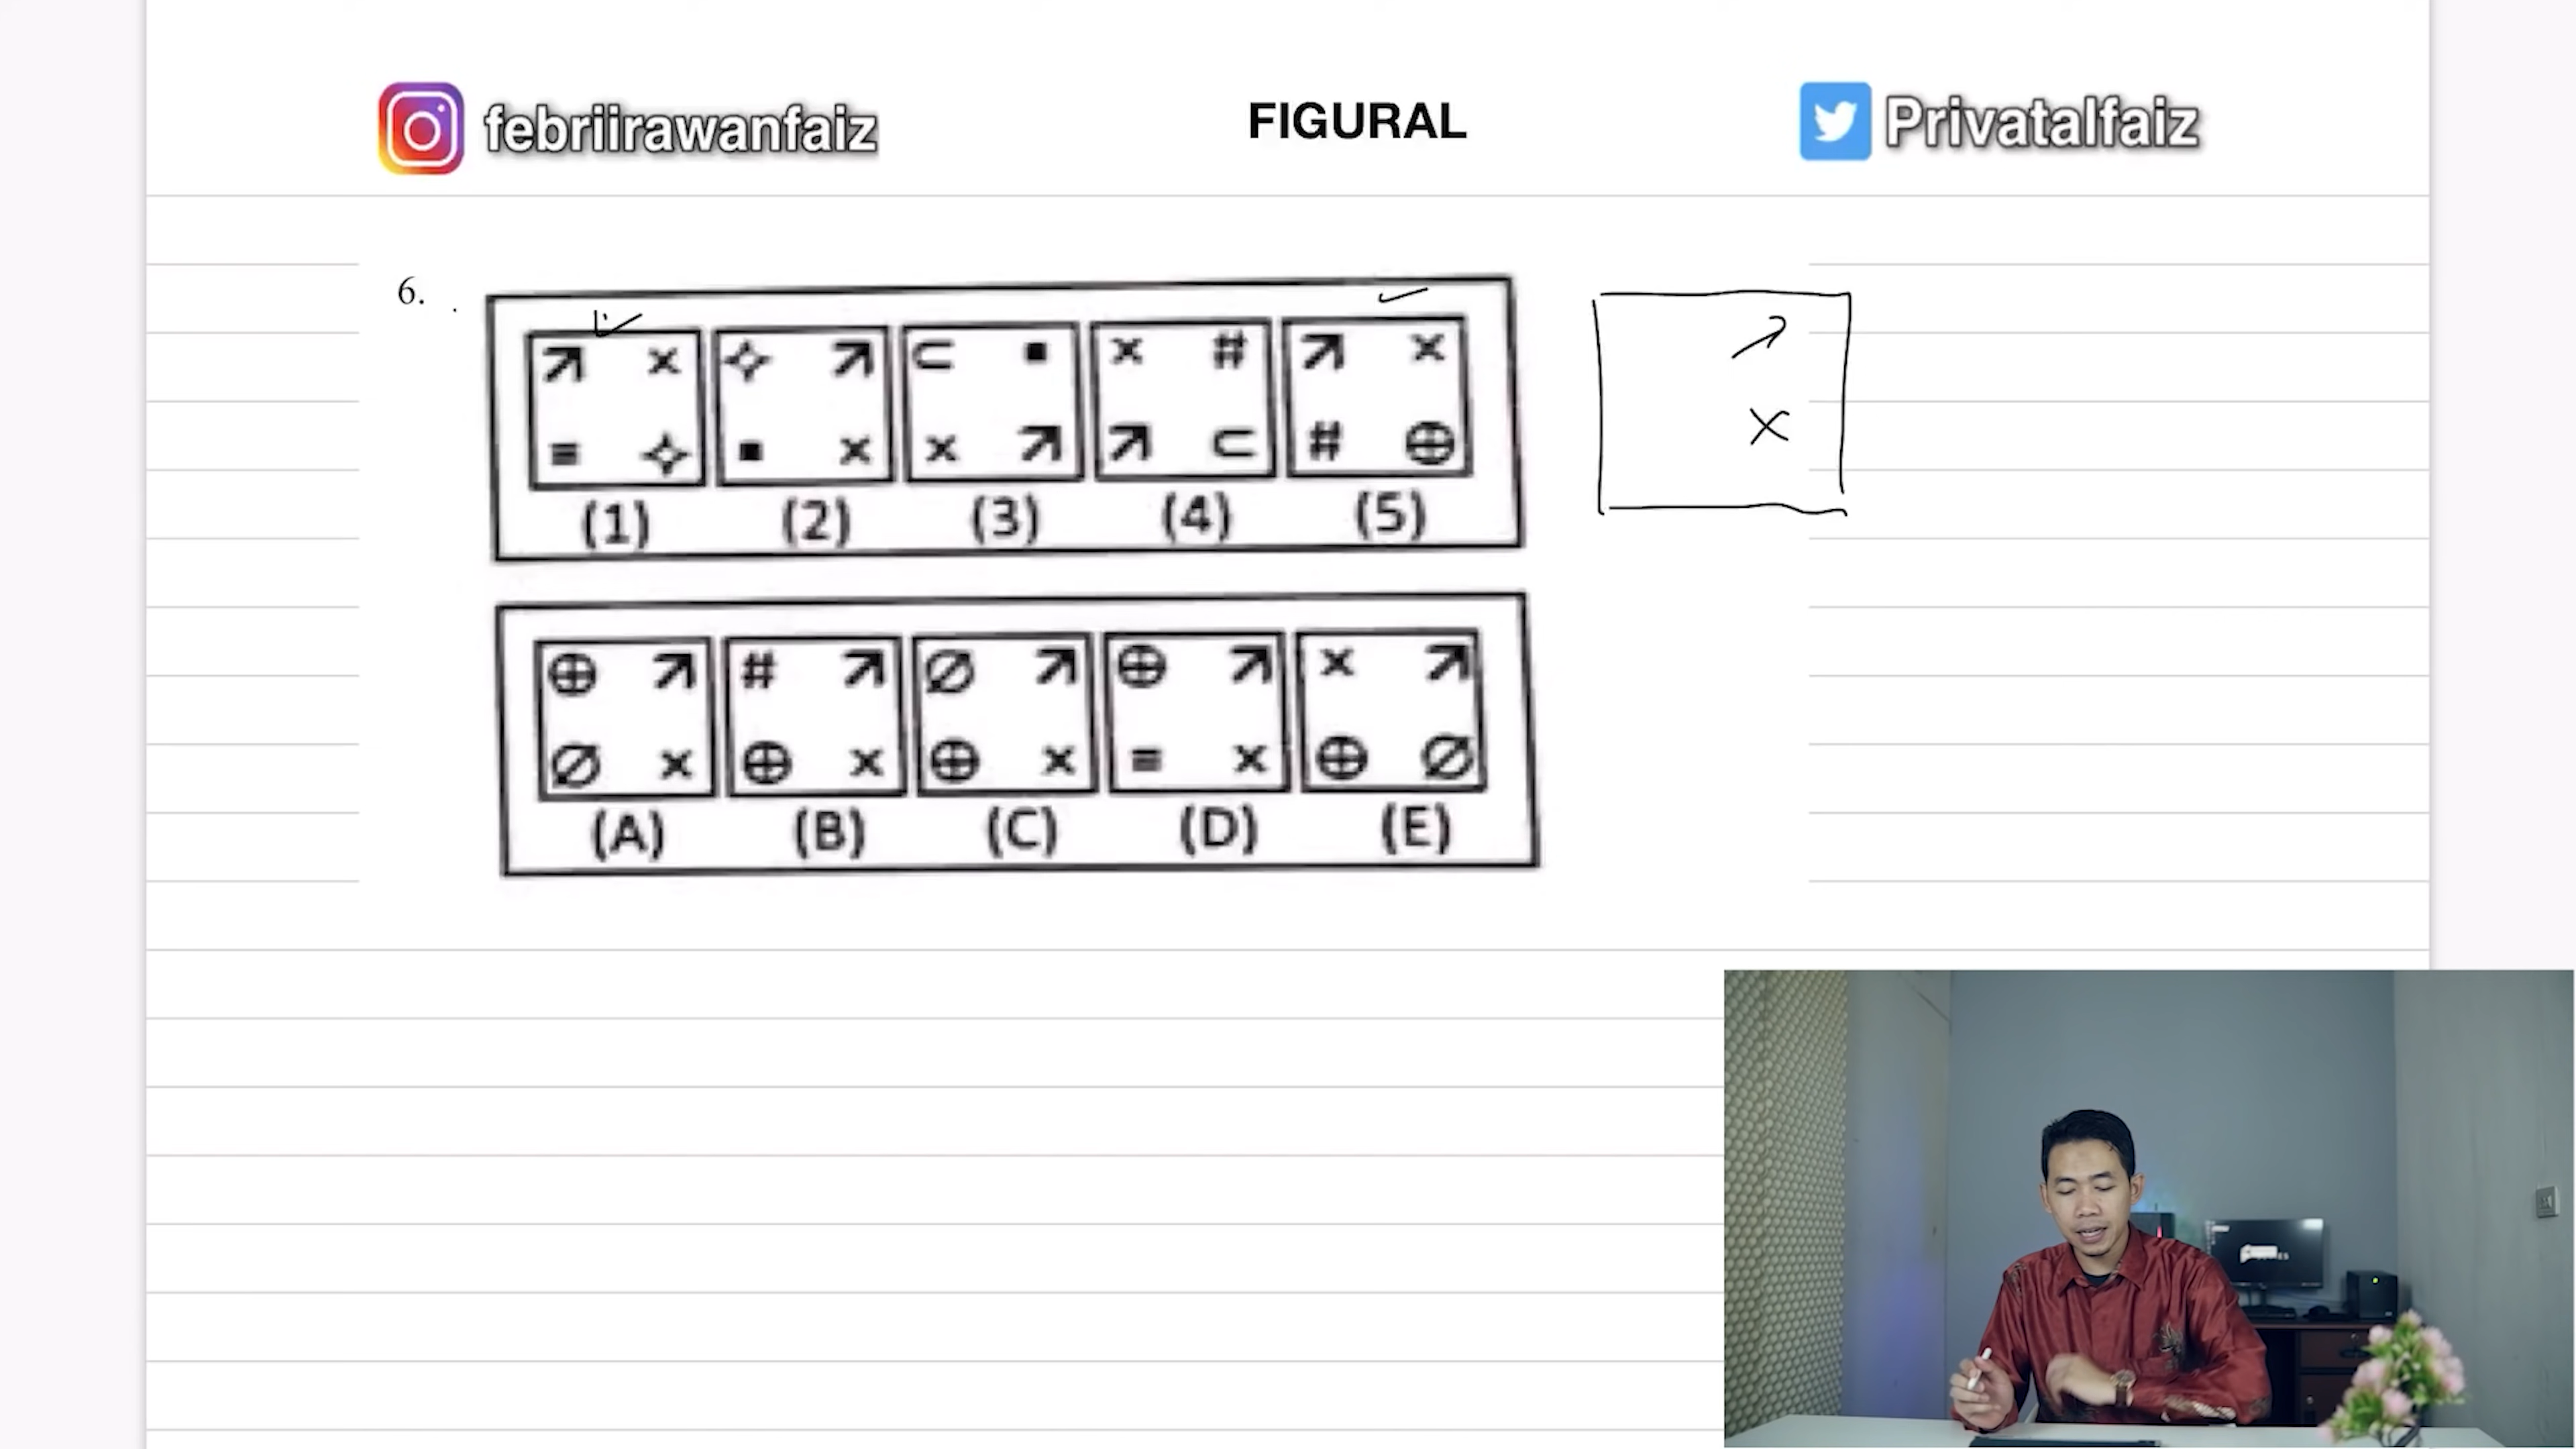 febriirawanfaiz
FIGURAL
Privatalfaiz
6.
(1) (2) (3) (4) (5)
(A) (B) (C) (D) (E)